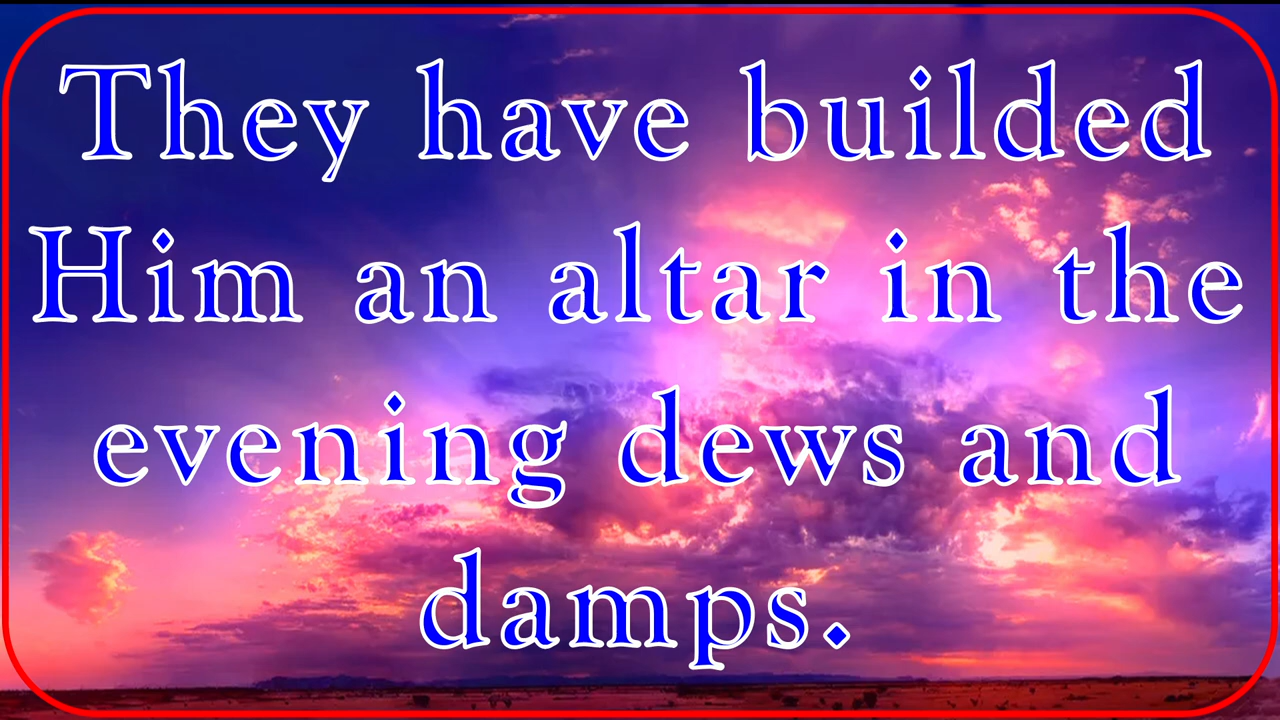 They have builded
Him an altar in the
evening dews and
damps.